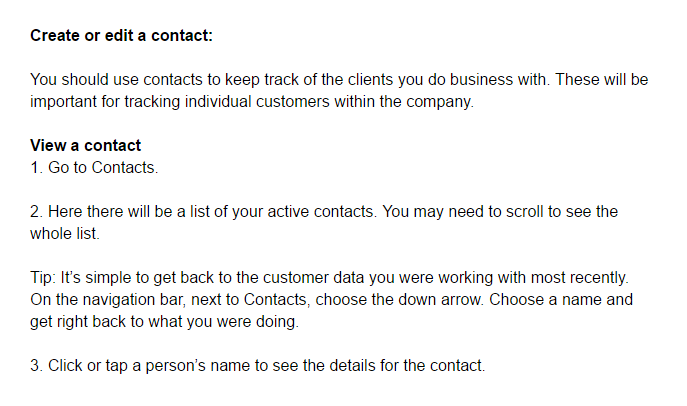 Create or edit a contact:
You should use contacts to keep track of the clients you do business with. These will be
important for tracking individual customers within the company.
View a contact
1. Go to Contacts.
2. Here there will be a list of your active contacts. You may need to scroll to see the
whole list.
Tip: It’s simple to get back to the customer data you were working with most recently.
On the navigation bar, next to Contacts, choose the down arrow. Choose a name and
get right back to what you were doing.
3. Click or tap a person’s name to see the details for the contact.